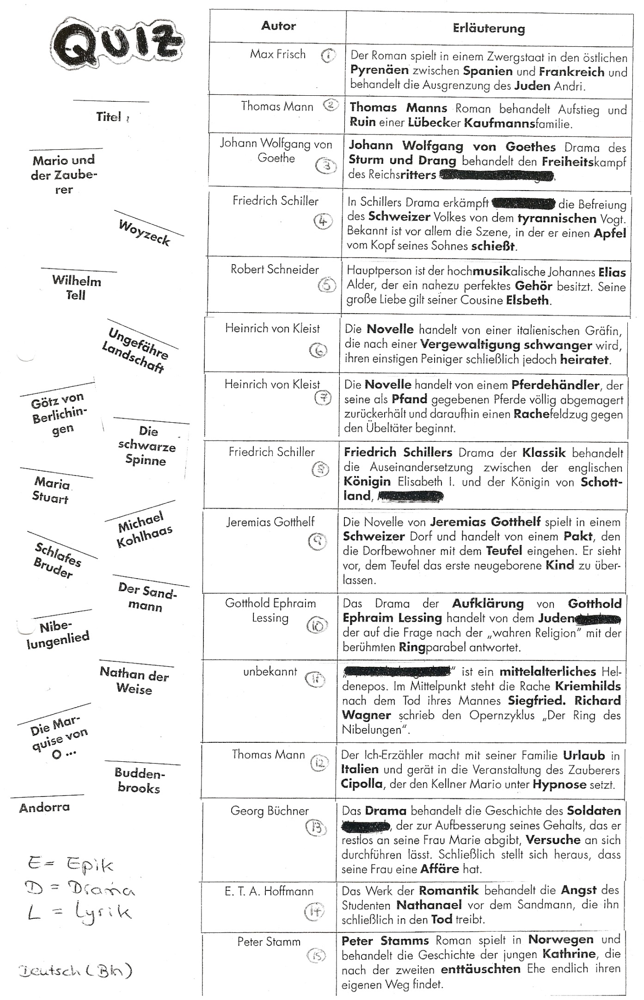 QUIZ
Titel :
Mario und
der Zaube-
rer
Woyzeck
Wilhelm
Tell
Ungefähre
Landschaft
Götz von
Berlichin-
gen
Die
schwarze
Spinne
Maria
Stuart
Michael
Kohlhaas
Schlafes
Bruder
Der Sand-
mann
Nibe-
lungenlied
Nathan der
Weise
Die Mar-
quise von
O ...
Budden-
brooks
Andorra
E = Epik
D = Drama
L = Lyrik
Deutsch (Bln)
Autor
Erläuterung
Max Frisch 1
Der Roman spielt in einem Zwergstaat in den östlichen
Pyrenäen zwischen Spanien und Frankreich und
behandelt die Ausgrenzung des Juden Andri.
Thomas Mann 2
Thomas Manns Roman behandelt Aufstieg und
Ruin einer Lübecker Kaufmannsfamilie.
Johann Wolfgang von
Goethe 3
Johann Wolfgang von Goethes Drama des
Sturm und Drang behandelt den Freiheitskampf
des Reichsritters .
Friedrich Schiller
4
In Schillers Drama erkämpft die Befreiung
des Schweizer Volkes von dem tyrannischen Vogt.
Bekannt ist vor allem die Szene, in der er einen Apfel
vom Kopf seines Sohnes schießt.
Robert Schneider
5
Hauptperson ist der hochmusikalische Johannes Elias
Alder, der ein nahezu perfektes Gehör besitzt. Seine
große Liebe gilt seiner Cousine Elsbeth.
Heinrich von Kleist
6
Die Novelle handelt von einer italienischen Gräfin,
die nach einer Vergewaltigung schwanger wird,
ihren einstigen Peiniger schließlich jedoch heiratet.
Heinrich von Kleist
7
Die Novelle handelt von einem Pferdehändler, der
seine als Pfand gegebenen Pferde völlig abgemagert
zurückerhält und daraufhin einen Rachefeldzug gegen
den Übeltäter beginnt.
Friedrich Schiller
8
Friedrich Schillers Drama der Klassik behandelt
die Auseinandersetzung zwischen der englischen
Königin Elisabeth I. und der Königin von Schott-
land,
Jeremias Gotthelf
9
Die Novelle von Jeremias Gotthelf spielt in einem
Schweizer Dorf und handelt von einem Pakt, den
die Dorfbewohner mit dem Teufel eingehen. Er sieht
vor, dem Teufel das erste neugeborene Kind zu über-
lassen.
Gotthold Ephraim
Lessing 10
Das Drama der Aufklärung von Gotthold
Ephraim Lessing handelt von dem Juden
der auf die Frage nach der „wahren Religion" mit der
berühmten Ringparabel antwortet.
unbekannt 11
„ " ist ein mittelalterliches Hel-
denepos. Im Mittelpunkt steht die Rache Kriemhilds
nach dem Tod ihres Mannes Siegfried. Richard
Wagner schrieb den Opernzyklus „Der Ring des
Nibelungen".
Thomas Mann 12
Der Ich-Erzähler macht mit seiner Familie Urlaub in
Italien und gerät in die Veranstaltung des Zauberers
Cipolla, der den Kellner Mario unter Hypnose setzt.
Georg Büchner
13
Das Drama behandelt die Geschichte des Soldaten
, der zur Aufbesserung seines Gehalts, das er
restlos an seine Frau Marie abgibt, Versuche an sich
durchführen lässt. Schließlich stellt sich heraus, dass
seine Frau eine Affäre hat.
E. T. A. Hoffmann
14
Das Werk der Romantik behandelt die Angst des
Studenten Nathanael vor dem Sandmann, die ihn
schließlich in den Tod treibt.
Peter Stamm
15
Peter Stamms Roman spielt in Norwegen und
behandelt die Geschichte der jungen Kathrine, die
nach der zweiten enttäuschten Ehe endlich ihren
eigenen Weg findet.